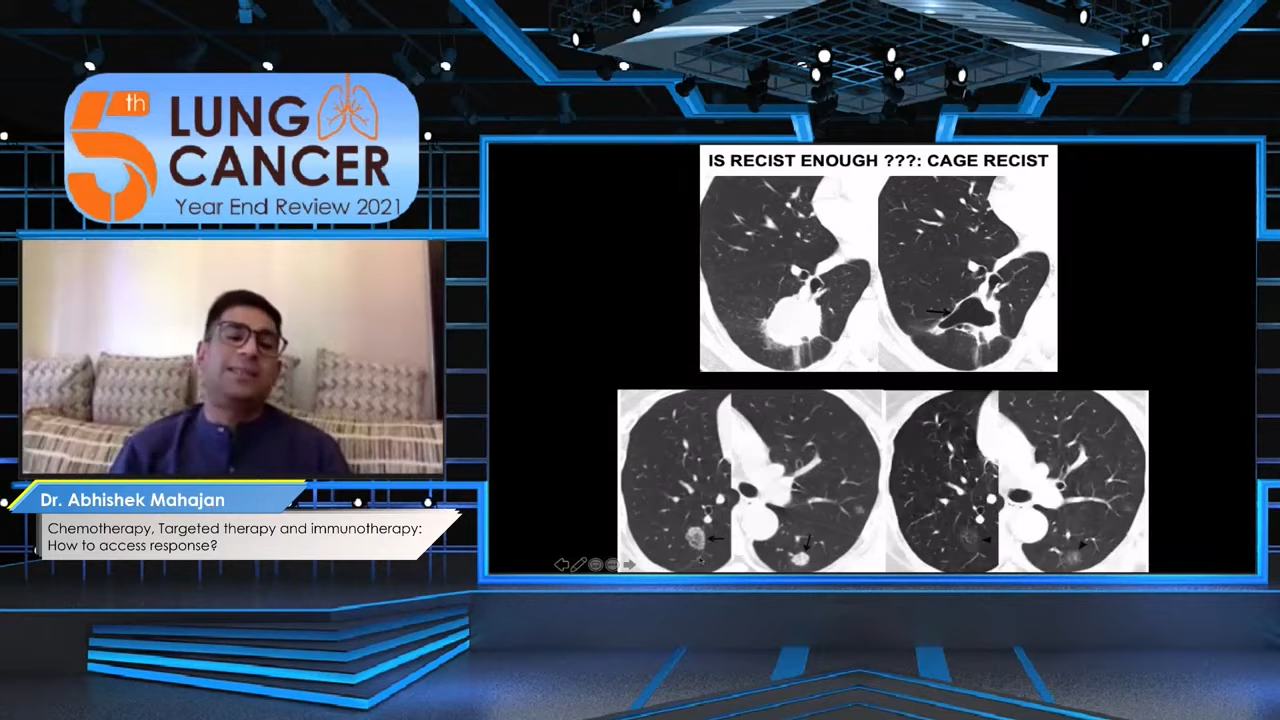 5th
LUNG
CANCER
Year End Review 2021
IS RECIST ENOUGH ???: CAGE RECIST
Dr. Abhishek Mahajan
Chemotherapy, Targeted therapy and immunotherapy:
How to access response?